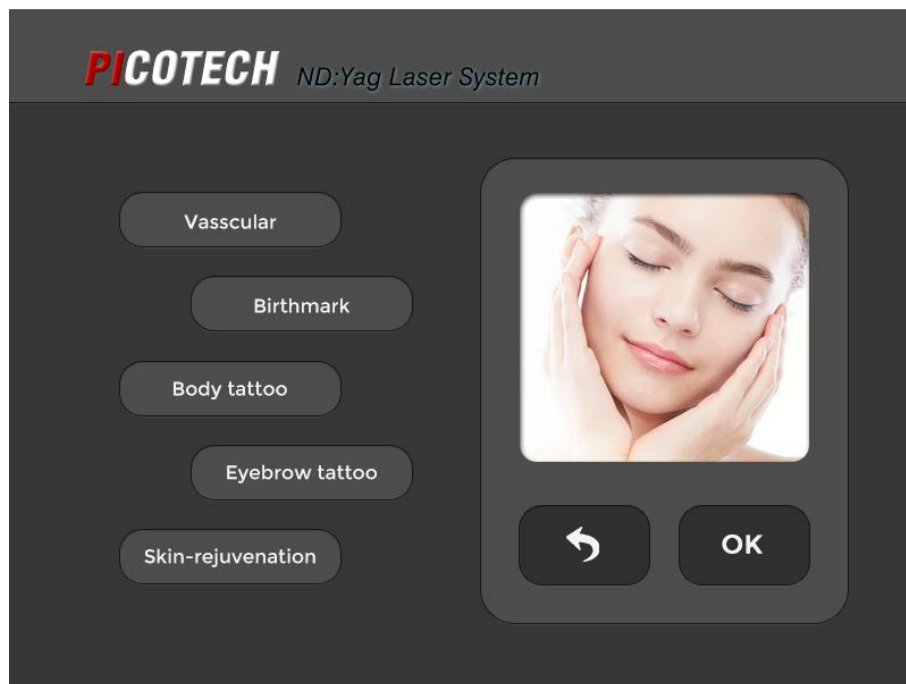 PICOTECH ND:Yag Laser System
Vasscular
Birthmark
Body tattoo
Eyebrow tattoo
Skin-rejuvenation
OK